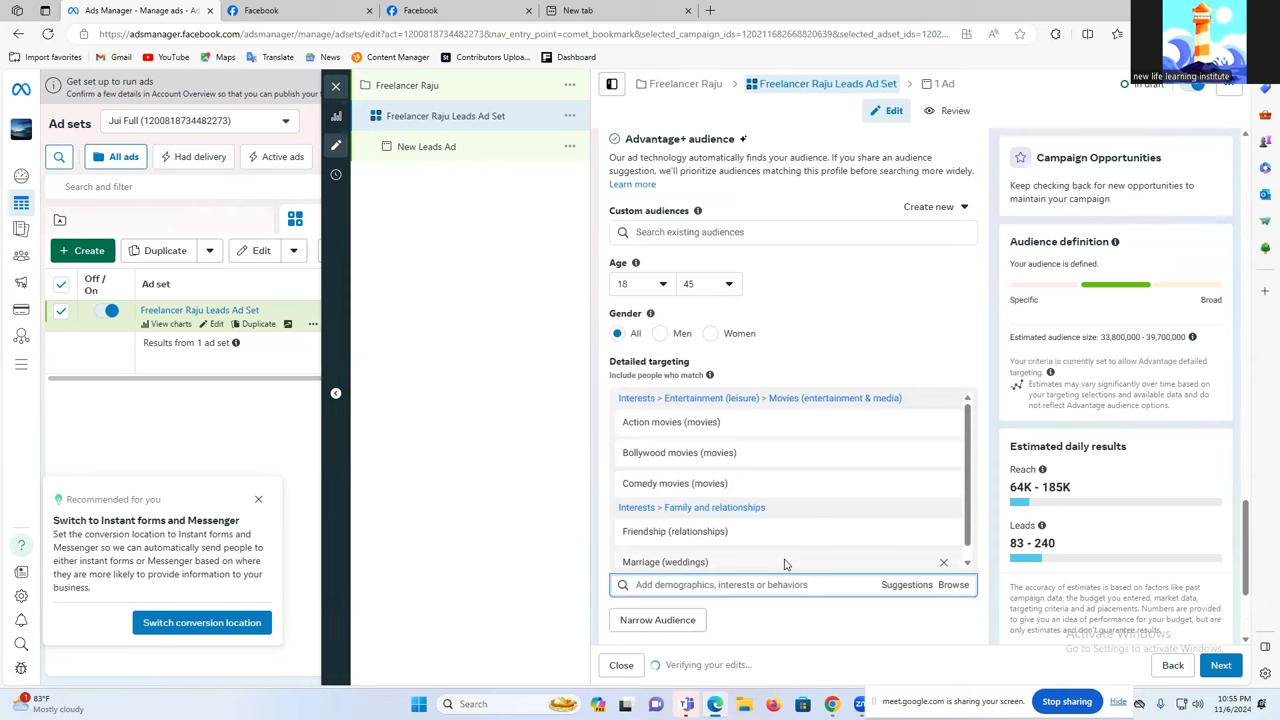 Ads Manager - Manage ads - Ad
Facebook
Facebook
New tab
https://adsmanager.facebook.com/adsmanager/manage/adsets/edit?act=1200818734482273&nav_entry_point=comet_bookmark&selected_campaign_ids=120211682668820639&selected_adset_ids=1202...
Import favorites
Gmail
YouTube
Maps
Translate
News
Content Manager
Shutterstock Contributors Uplo...
Dashboard
new life learning institute
Get set up to run ads
Confirm a few details in Account Overview so that you can publish your
Ad sets
Jui Full (1200818734482273)
All ads
Had delivery
Active ads
Search and filter
Create
Duplicate
Edit
Off / On
Ad set
Freelancer Raju Leads Ad Set
View charts
Edit
Duplicate
Results from 1 ad set
Recommended for you
Switch to Instant forms and Messenger
Set the conversion location to Instant forms and
Messenger so we can automatically send people to
either instant forms or Messenger based on where
they are more likely to provide information to your
business.
Switch conversion location
Freelancer Raju
Freelancer Raju Leads Ad Set
New Leads Ad
Freelancer Raju
Freelancer Raju Leads Ad Set
1 Ad
In draft
Edit
Review
Advantage+ audience
Our ad technology automatically finds your audience. If you share an audience
suggestion, we'll prioritize audiences matching this profile before searching more widely.
Learn more
Custom audiences
Create new
Search existing audiences
Age
18
45
Gender
All
Men
Women
Detailed targeting
Include people who match
Interests > Entertainment (leisure) > Movies (entertainment & media)
Action movies (movies)
Bollywood movies (movies)
Comedy movies (movies)
Interests > Family and relationships
Friendship (relationships)
Marriage (weddings)
Add demographics, interests or behaviors
Suggestions
Browse
Narrow Audience
Close
Verifying your edits...
Back
Next
Campaign Opportunities
Keep checking back for new opportunities to
maintain your campaign
Audience definition
Your audience is defined.
Specific
Broad
Estimated audience size: 33,800,000 - 39,700,000
Your criteria is currently set to allow Advantage detailed
targeting.
Estimates may vary significantly over time based on
your targeting selections and available data and do
not reflect Advantage audience options.
Estimated daily results
Reach
64K - 185K
Leads
83 - 240
The accuracy of estimates is based on factors like past
campaign data, the budget you entered, market data,
targeting criteria and ad placements. Numbers are provided
to give you an idea of performance for your budget, but are
only estimates and don't guarantee results.
Activate Windows
Go to Settings to activate Windows.
83°F
Mostly cloudy
Search
meet.google.com is sharing your screen.
Stop sharing
Hide
10:55 PM
11/6/2024